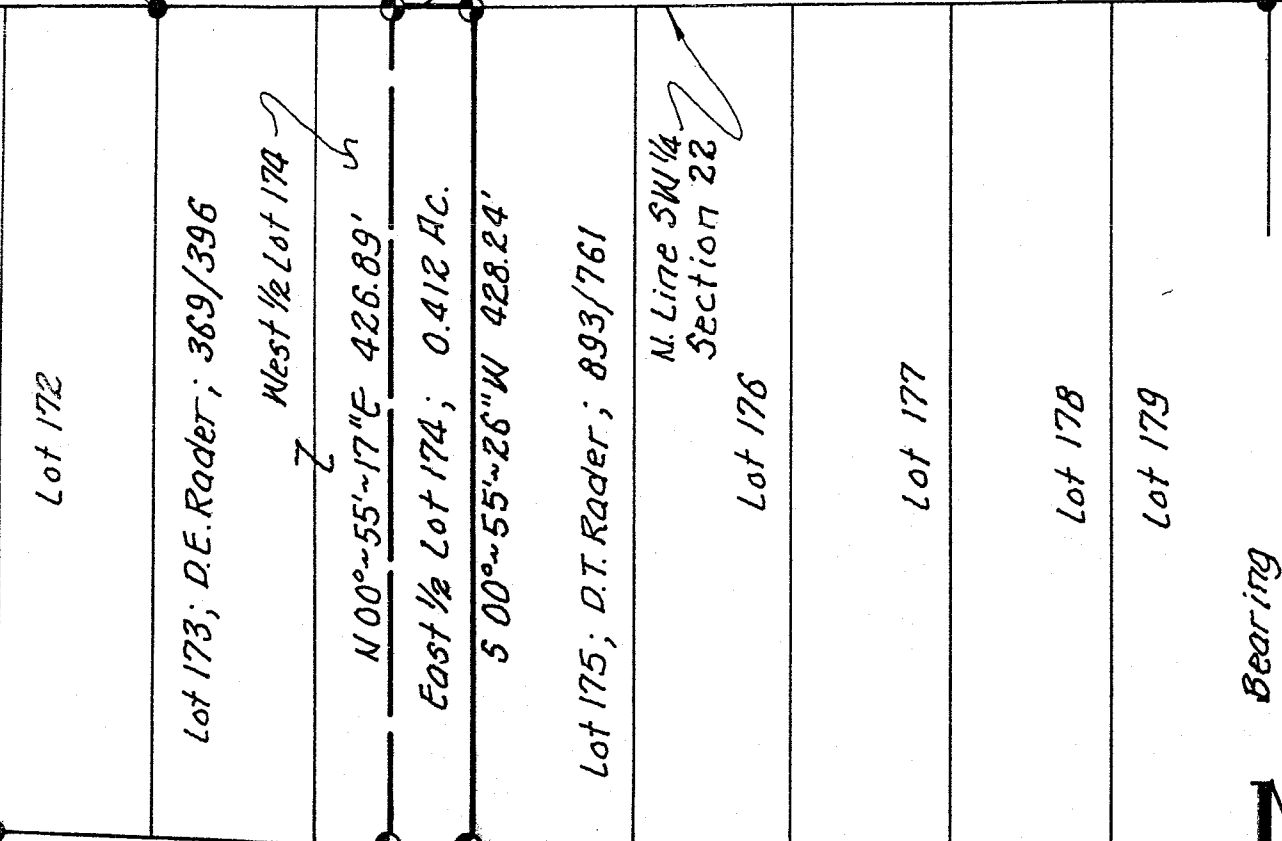 Lot 172
Lot 173; D.E. Rader; 369/396
West ½ Lot 174
N 00°~55'~17"E 426.89'
East ½ Lot 174; 0.412 Ac.
S 00°~55'~26"W 428.24'
Lot 175; D.T. Rader; 893/761
N. Line SW ¼
Section 22
Lot 176
Lot 177
Lot 178
Lot 179
Bearing